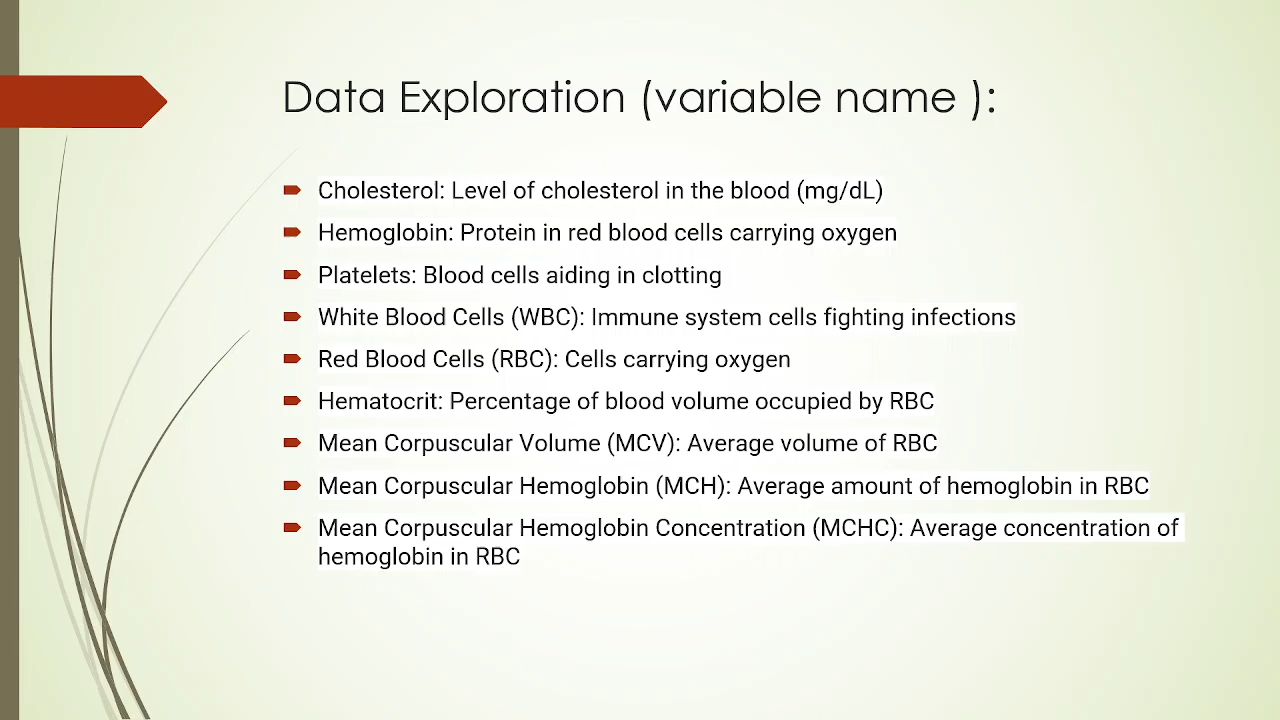 Data Exploration (variable name ):
Cholesterol: Level of cholesterol in the blood (mg/dL)
Hemoglobin: Protein in red blood cells carrying oxygen
Platelets: Blood cells aiding in clotting
White Blood Cells (WBC): Immune system cells fighting infections
Red Blood Cells (RBC): Cells carrying oxygen
Hematocrit: Percentage of blood volume occupied by RBC
Mean Corpuscular Volume (MCV): Average volume of RBC
Mean Corpuscular Hemoglobin (MCH): Average amount of hemoglobin in RBC
Mean Corpuscular Hemoglobin Concentration (MCHC): Average concentration of
hemoglobin in RBC